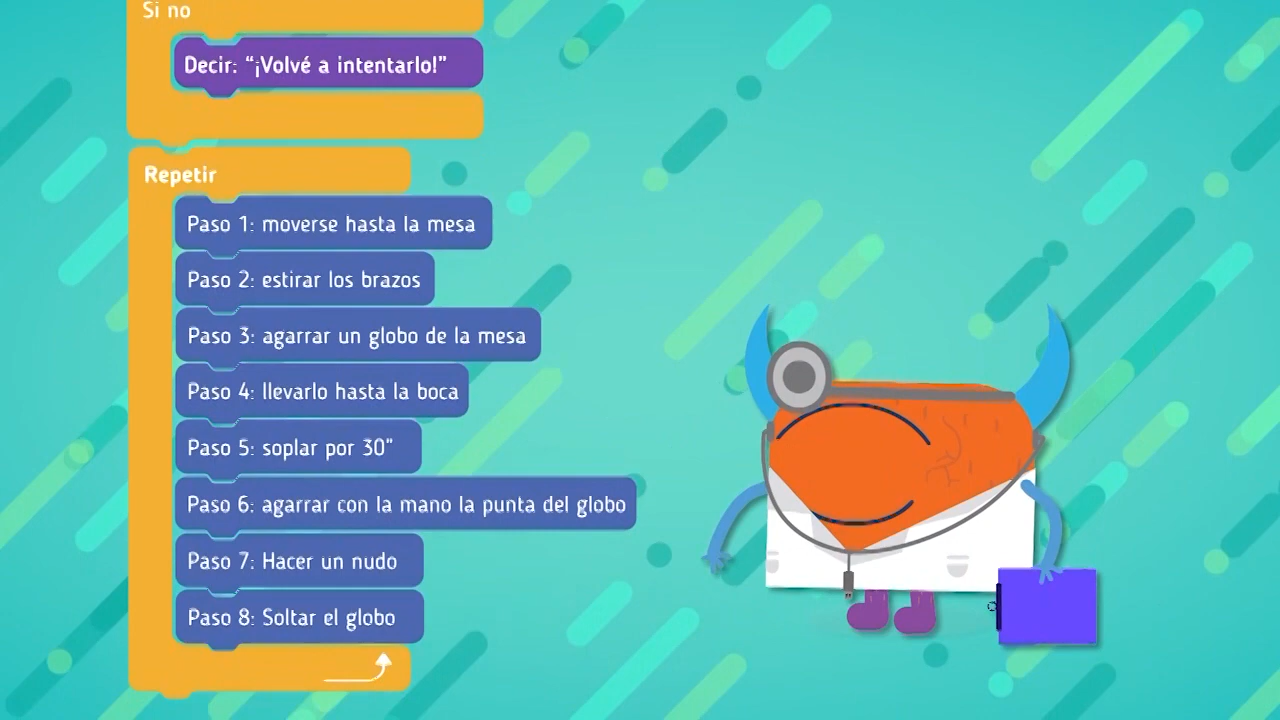 Si no
Decir: “¡Volvé a intentarlo!”
Repetir
Paso 1: moverse hasta la mesa
Paso 2: estirar los brazos
Paso 3: agarrar un globo de la mesa
Paso 4: llevarlo hasta la boca
Paso 5: soplar por 30”
Paso 6: agarrar con la mano la punta del globo
Paso 7: Hacer un nudo
Paso 8: Soltar el globo